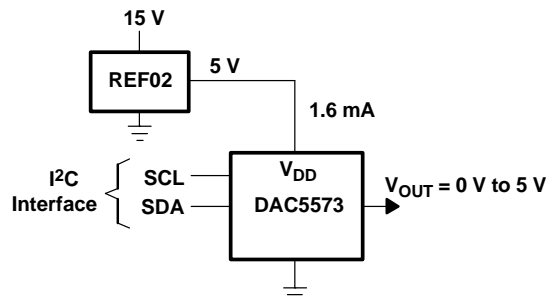 15 V
REF02
5 V
1.6 mA
I²C
Interface
SCL
SDA
V_DD
DAC5573
V_OUT = 0 V to 5 V